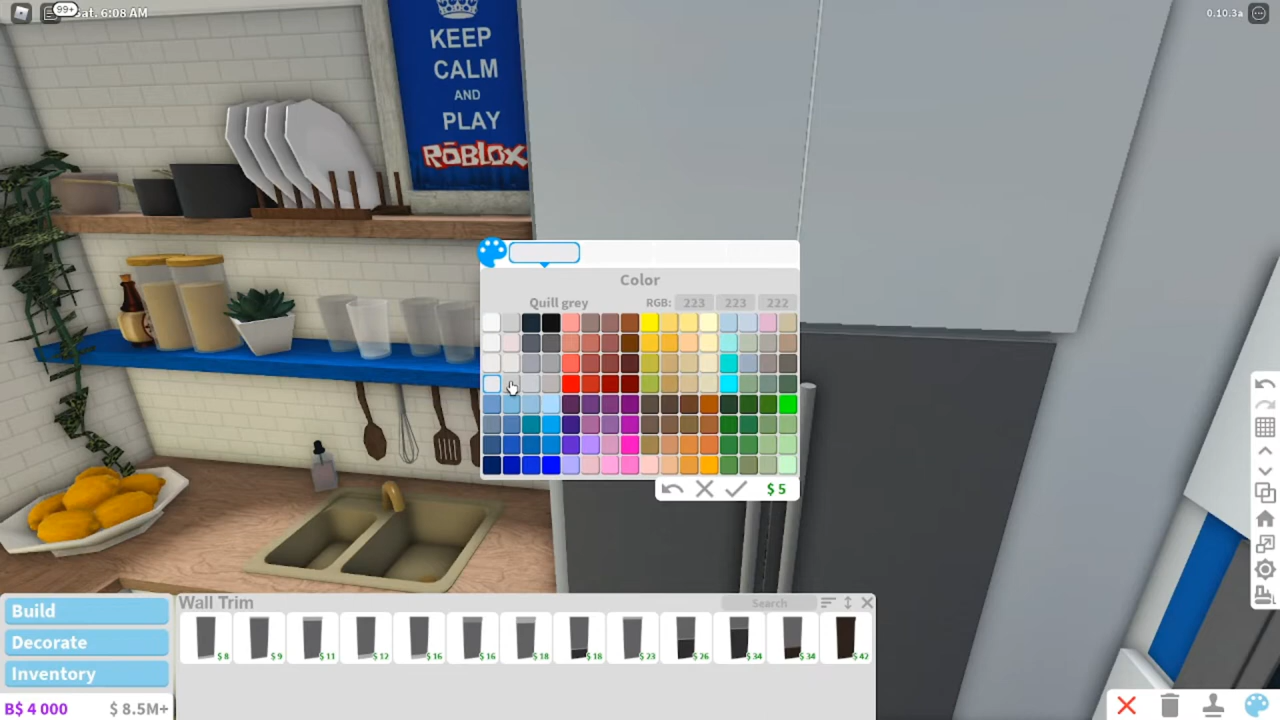 99+
Sat. 6:08 AM
0.10.3a
KEEP
CALM
AND
PLAY
ROBLOX
Color
Quill grey
RGB: 223 223 222
$ 5
Build
Decorate
Inventory
B$ 4 000
$ 8.5M+
Wall Trim
Search
$ 8
$ 9
$ 11
$ 12
$ 16
$ 16
$ 18
$ 18
$ 23
$ 26
$ 34
$ 34
$ 42